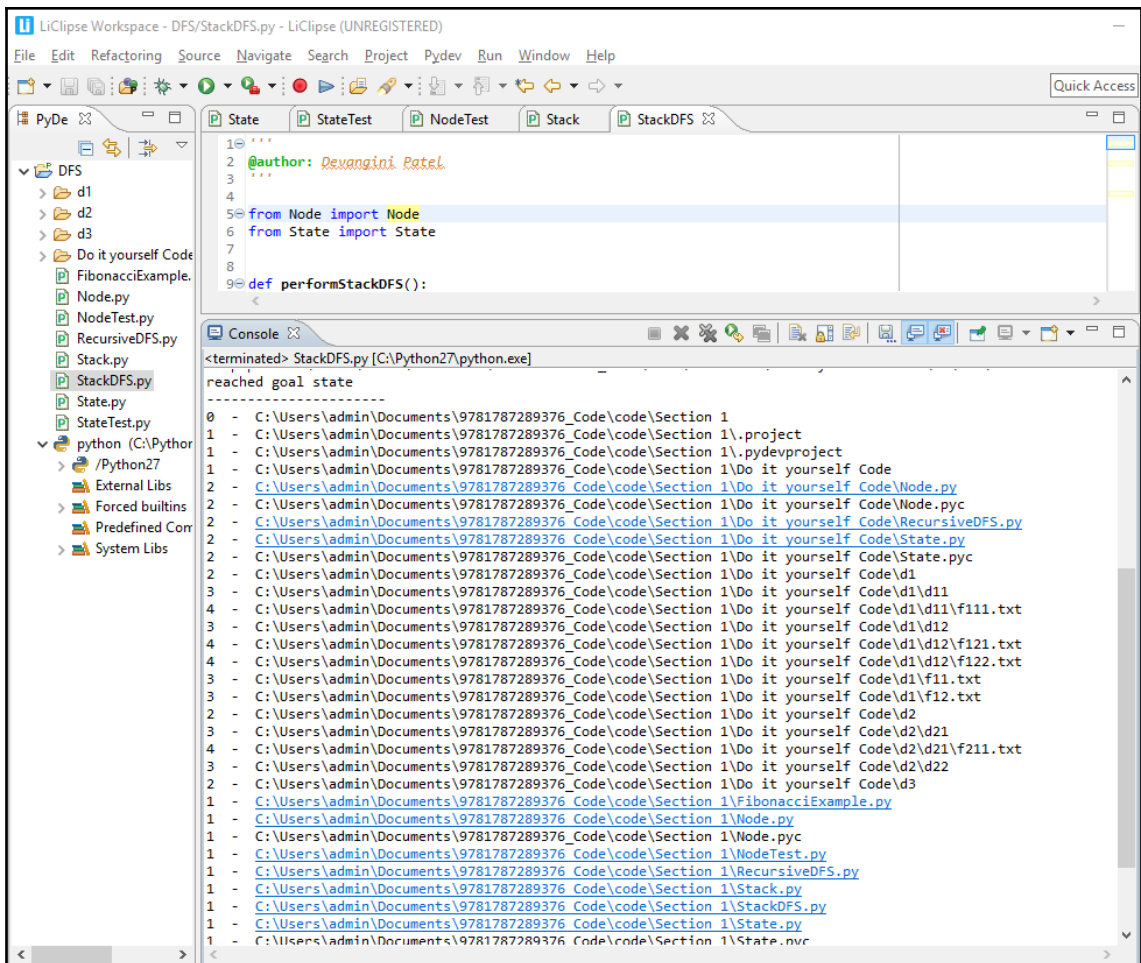 LiClipse Workspace - DFS/StackDFS.py - LiClipse (UNREGISTERED)
File Edit Refactoring Source Navigate Search Project Pydev Run Window Help
Quick Access
PyDe
State StateTest NodeTest Stack StackDFS
DFS
d1
d2
d3
Do it yourself Code
FibonacciExample.
Node.py
NodeTest.py
RecursiveDFS.py
Stack.py
StackDFS.py
State.py
StateTest.py
python (C:\Pythor
/Python27
External Libs
Forced builtins
Predefined Com
System Libs
1 '''
2 @author: Devangini Patel
3 '''
4
5 from Node import Node
6 from State import State
7
8
9 def performStackDFS():
Console
<terminated> StackDFS.py [C:\Python27\python.exe]
reached goal state
----------------------
0 - C:\Users\admin\Documents\9781787289376_Code\code\Section 1
1 - C:\Users\admin\Documents\9781787289376_Code\code\Section 1\.project
1 - C:\Users\admin\Documents\9781787289376_Code\code\Section 1\.pydevproject
1 - C:\Users\admin\Documents\9781787289376_Code\code\Section 1\Do it yourself Code
2 - C:\Users\admin\Documents\9781787289376_Code\code\Section 1\Do it yourself Code\Node.py
2 - C:\Users\admin\Documents\9781787289376_Code\code\Section 1\Do it yourself Code\Node.pyc
2 - C:\Users\admin\Documents\9781787289376_Code\code\Section 1\Do it yourself Code\RecursiveDFS.py
2 - C:\Users\admin\Documents\9781787289376_Code\code\Section 1\Do it yourself Code\State.py
2 - C:\Users\admin\Documents\9781787289376_Code\code\Section 1\Do it yourself Code\State.pyc
2 - C:\Users\admin\Documents\9781787289376_Code\code\Section 1\Do it yourself Code\d1
3 - C:\Users\admin\Documents\9781787289376_Code\code\Section 1\Do it yourself Code\d1\d11
4 - C:\Users\admin\Documents\9781787289376_Code\code\Section 1\Do it yourself Code\d1\d11\f111.txt
3 - C:\Users\admin\Documents\9781787289376_Code\code\Section 1\Do it yourself Code\d1\d12
4 - C:\Users\admin\Documents\9781787289376_Code\code\Section 1\Do it yourself Code\d1\d12\f121.txt
4 - C:\Users\admin\Documents\9781787289376_Code\code\Section 1\Do it yourself Code\d1\d12\f122.txt
3 - C:\Users\admin\Documents\9781787289376_Code\code\Section 1\Do it yourself Code\d1\f11.txt
3 - C:\Users\admin\Documents\9781787289376_Code\code\Section 1\Do it yourself Code\d1\f12.txt
2 - C:\Users\admin\Documents\9781787289376_Code\code\Section 1\Do it yourself Code\d2
3 - C:\Users\admin\Documents\9781787289376_Code\code\Section 1\Do it yourself Code\d2\d21
4 - C:\Users\admin\Documents\9781787289376_Code\code\Section 1\Do it yourself Code\d2\d21\f211.txt
3 - C:\Users\admin\Documents\9781787289376_Code\code\Section 1\Do it yourself Code\d2\d22
2 - C:\Users\admin\Documents\9781787289376_Code\code\Section 1\Do it yourself Code\d3
1 - C:\Users\admin\Documents\9781787289376_Code\code\Section 1\FibonacciExample.py
1 - C:\Users\admin\Documents\9781787289376_Code\code\Section 1\Node.py
1 - C:\Users\admin\Documents\9781787289376_Code\code\Section 1\Node.pyc
1 - C:\Users\admin\Documents\9781787289376_Code\code\Section 1\NodeTest.py
1 - C:\Users\admin\Documents\9781787289376_Code\code\Section 1\RecursiveDFS.py
1 - C:\Users\admin\Documents\9781787289376_Code\code\Section 1\Stack.py
1 - C:\Users\admin\Documents\9781787289376_Code\code\Section 1\StackDFS.py
1 - C:\Users\admin\Documents\9781787289376_Code\code\Section 1\State.py
1 - C:\Users\admin\Documents\9781787289376_Code\code\Section 1\State.pyc